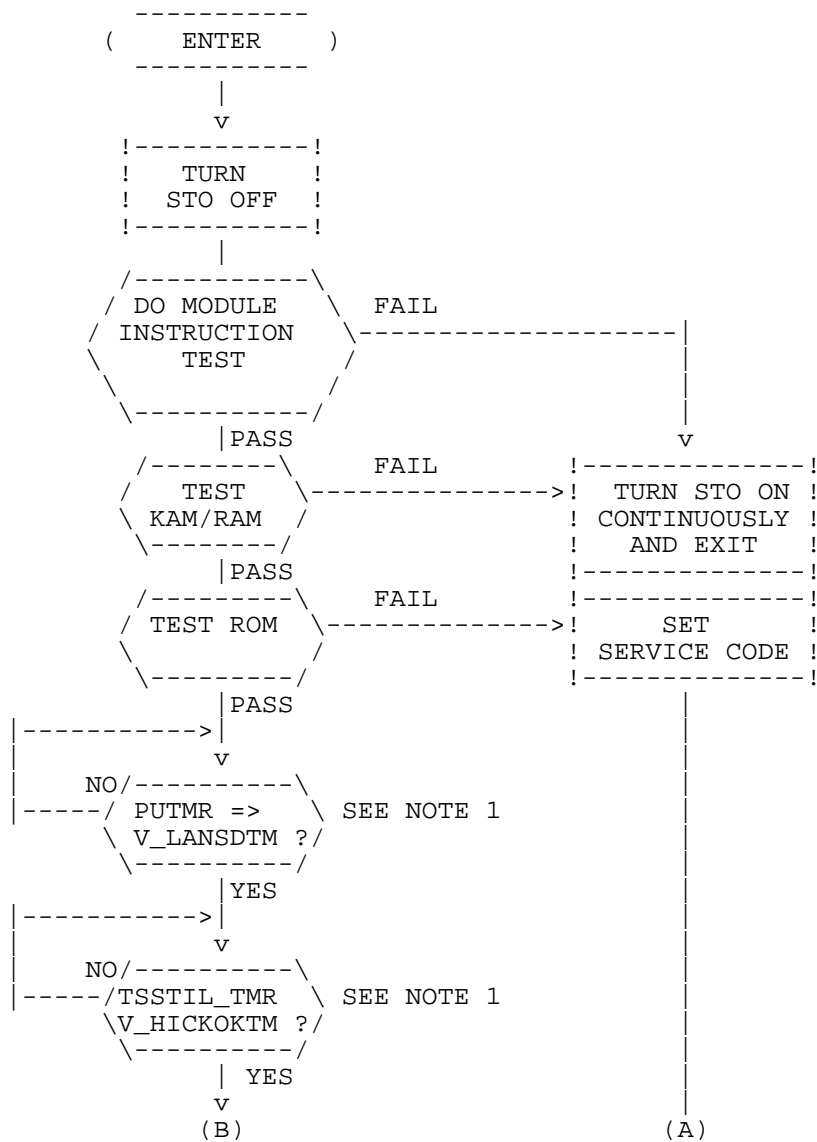 ENTER
TURN
STO OFF
DO MODULE FAIL
INSTRUCTION
TEST
PASS
FAIL
TEST TURN STO ON
KAM/RAM CONTINUOUSLY
AND EXIT
PASS
FAIL
TEST ROM SET
SERVICE CODE
PASS
NO
PUTMR => SEE NOTE 1
V_LANSDTM ?
YES
NO
TSSTIL_TMR SEE NOTE 1
V_HICKOKTM ?
YES
(B) (A)